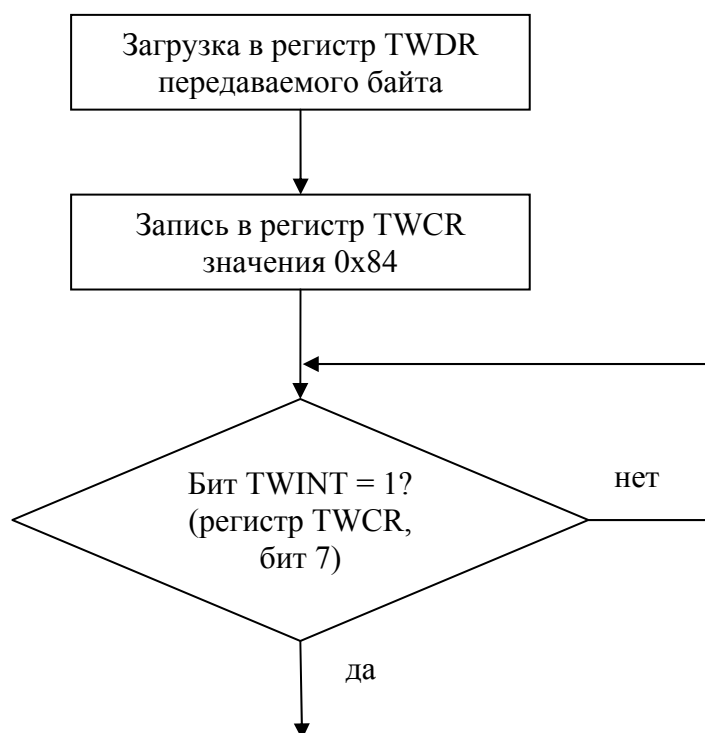 Загрузка в регистр TWDR
передаваемого байта
Запись в регистр TWCR
значения 0x84
Бит TWINT = 1?
(регистр TWCR,
бит 7)
нет
да